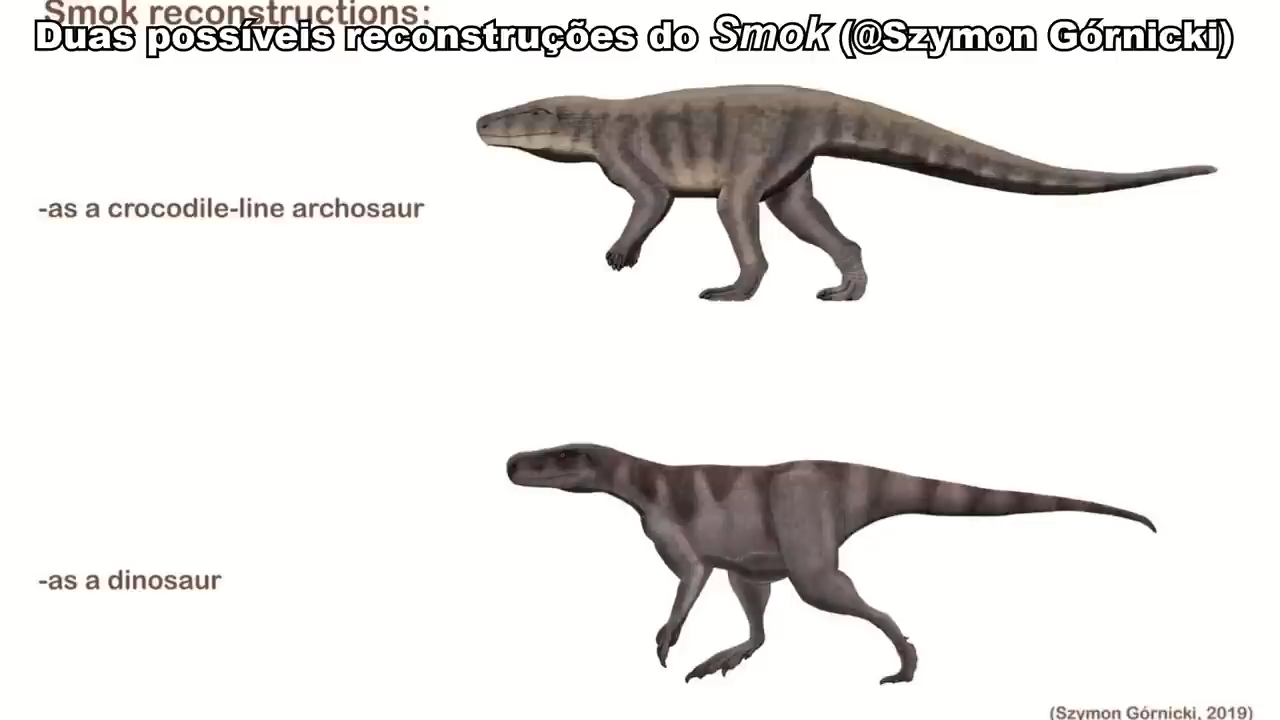 Smok reconstructions:
Duas possíveis reconstruções do Smok (@Szymon Górnicki)
-as a crocodile-line archosaur
-as a dinosaur
(Szymon Górnicki, 2019)